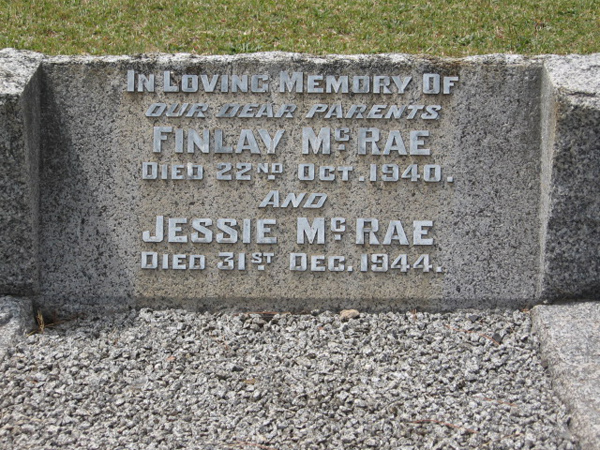 IN LOVING MEMORY OF
OUR DEAR PARENTS
FINLAY MCRAE
DIED 22ND OCT. 1940.
AND
JESSIE MCRAE
DIED 31ST DEC. 1944.